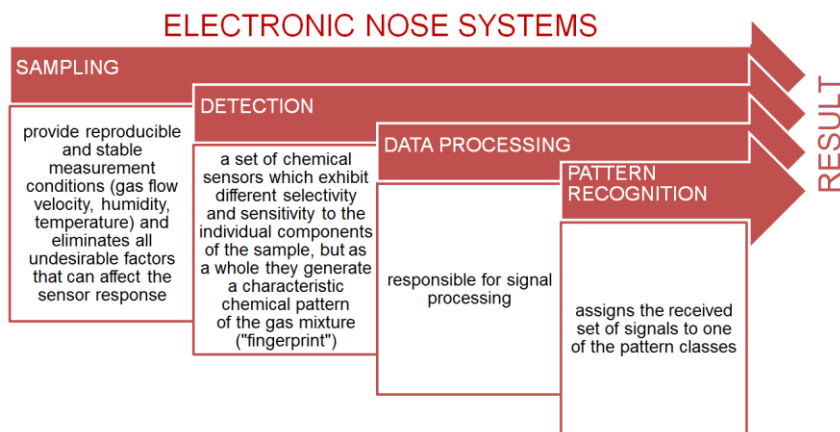 ELECTRONIC NOSE SYSTEMS
SAMPLING
provide reproducible
and stable
measurement
conditions (gas flow
velocity, humidity,
temperature) and
eliminates all
undesirable factors
that can affect the
sensor response
DETECTION
a set of chemical
sensors which exhibit
different selectivity
and sensitivity to the
individual components
of the sample, but as
a whole they generate
a characteristic
chemical pattern
of the gas mixture
("fingerprint")
DATA PROCESSING
responsible for signal
processing
PATTERN
RECOGNITION
assigns the received
set of signals to one
of the pattern classes
RESULT